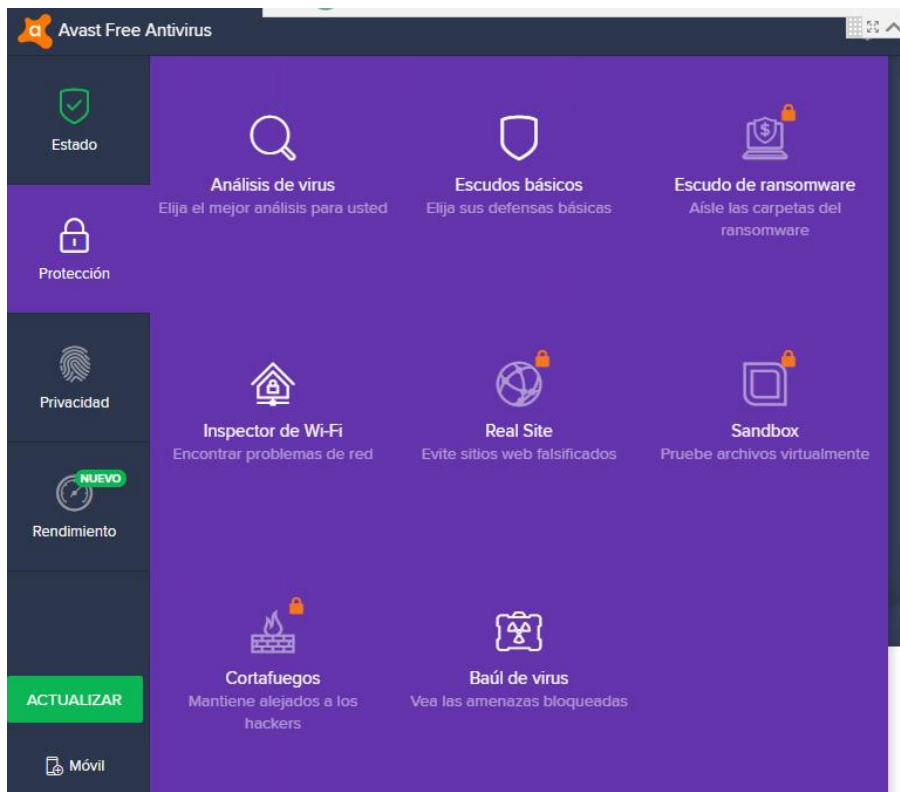 Avast Free Antivirus
Estado
Protección
Privacidad
NUEVO
Rendimiento
ACTUALIZAR
Móvil
Análisis de virus
Elija el mejor análisis para usted
Escudos básicos
Elija sus defensas básicas
Escudo de ransomware
Aísle las carpetas del
ransomware
Inspector de Wi-Fi
Encontrar problemas de red
Real Site
Evite sitios web falsificados
Sandbox
Pruebe archivos virtualmente
Cortafuegos
Mantiene alejados a los
hackers
Baúl de virus
Vea las amenazas bloqueadas